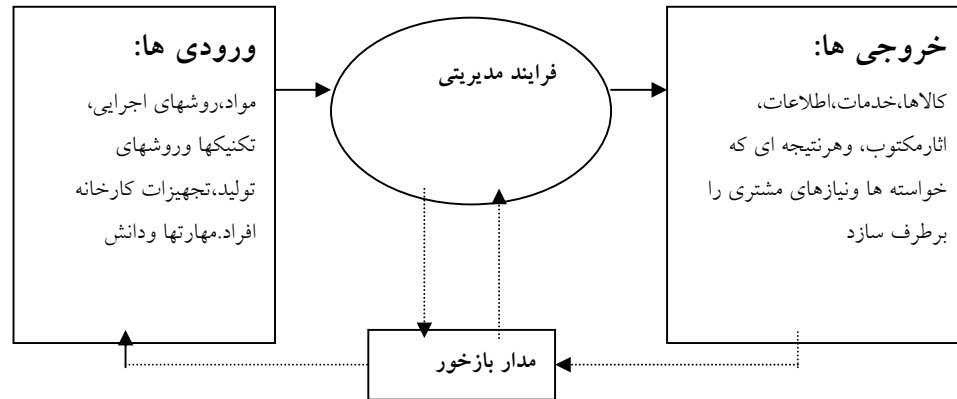 ورودی ها:
مواد،روشهای اجرایی،
تکنیکها وروشهای
تولید،تجهیزات کارخانه
افراد.مهارتها ودانش
فرایند مدیریتی
خروجی ها:
کالاها،خدمات،اطلاعات،
اثارمکتوب، وهرنتیجه ای که
خواسته ها ونیازهای مشتری را
برطرف سازد
مدار بازخور